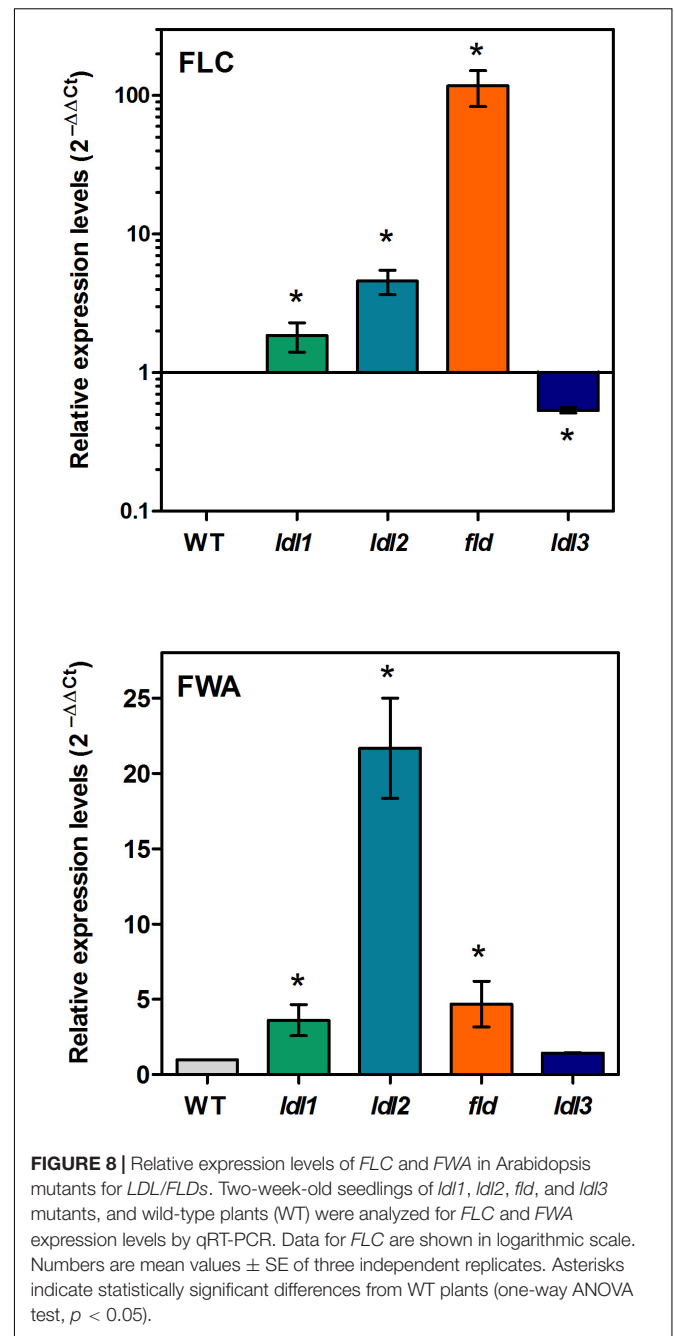 FLC
Relative expression levels (2^−ΔΔCt)
100
10
1
0.1
WT ldl1 ldl2 fld ldl3
* * * *
FWA
Relative expression levels (2^−ΔΔCt)
25
20
15
10
5
0
WT ldl1 ldl2 fld ldl3
* * *
FIGURE 8 | Relative expression levels of FLC and FWA in Arabidopsis
mutants for LDL/FLDs. Two-week-old seedlings of ldl1, ldl2, fld, and ldl3
mutants, and wild-type plants (WT) were analyzed for FLC and FWA
expression levels by qRT-PCR. Data for FLC are shown in logarithmic scale.
Numbers are mean values ± SE of three independent replicates. Asterisks
indicate statistically significant differences from WT plants (one-way ANOVA
test, p < 0.05).